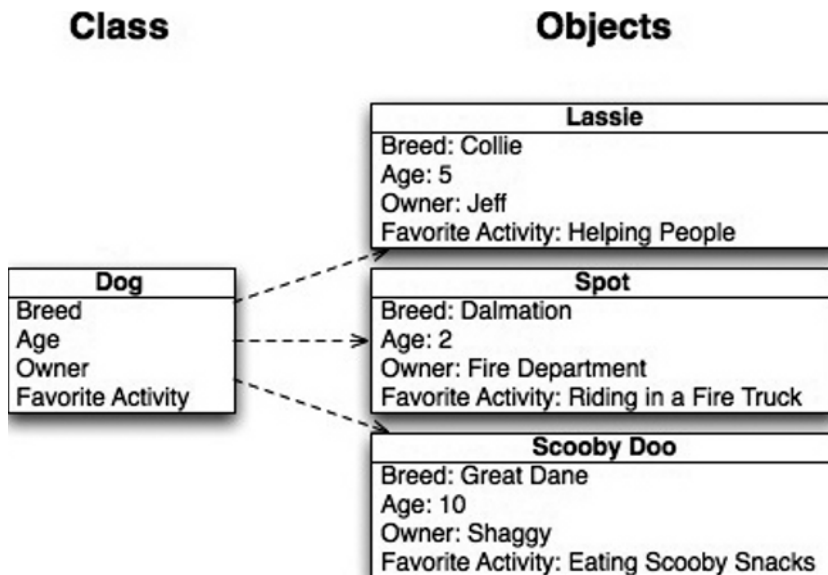 Class
Objects
Lassie
Breed: Collie
Age: 5
Owner: Jeff
Favorite Activity: Helping People
Dog
Breed
Age
Owner
Favorite Activity
Spot
Breed: Dalmation
Age: 2
Owner: Fire Department
Favorite Activity: Riding in a Fire Truck
Scooby Doo
Breed: Great Dane
Age: 10
Owner: Shaggy
Favorite Activity: Eating Scooby Snacks